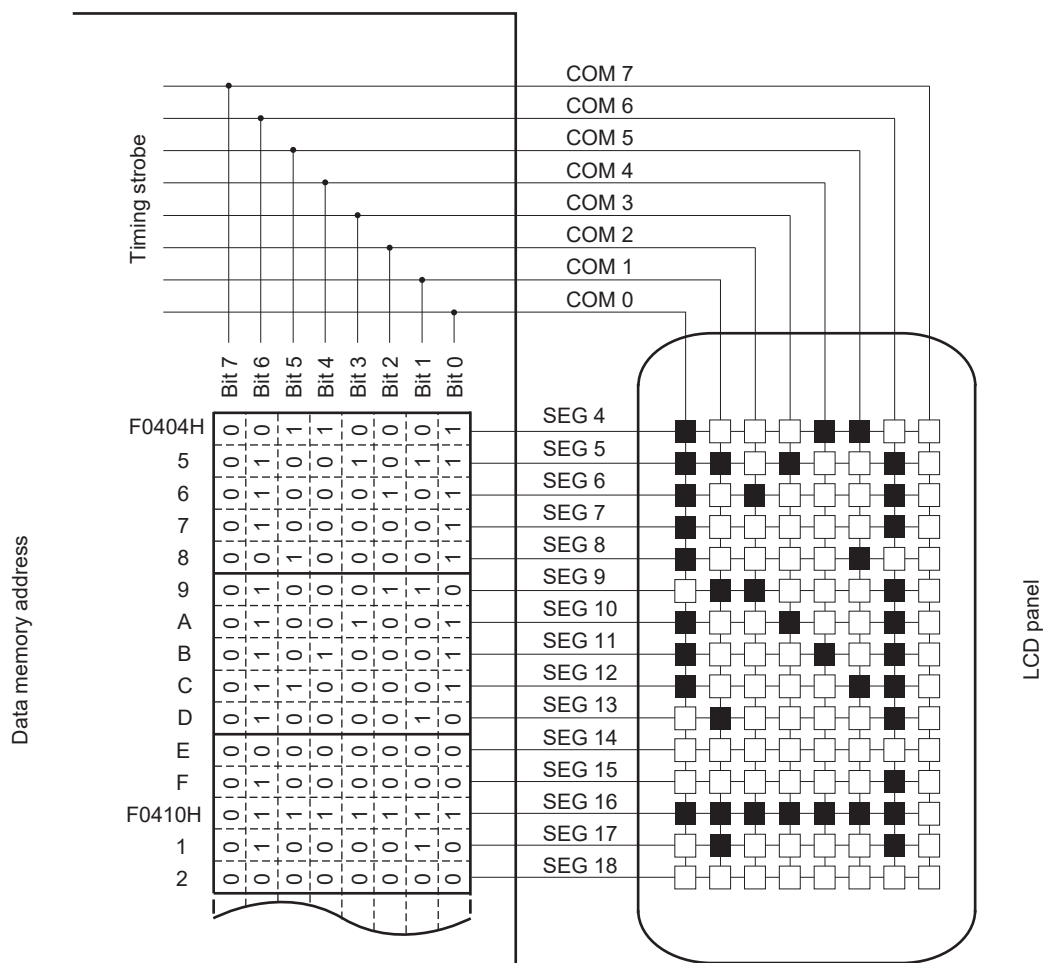 COM 7
COM 6
COM 5
COM 4
COM 3
COM 2
COM 1
COM 0
Timing strobe
Bit 7 Bit 6 Bit 5 Bit 4 Bit 3 Bit 2 Bit 1 Bit 0
Data memory address
F0404H 0 0 1 1 0 0 0 1 SEG 4
5 0 1 0 0 1 0 1 1 SEG 5
6 0 1 0 0 0 1 0 1 SEG 6
7 0 1 0 0 0 0 0 1 SEG 7
8 0 0 1 0 0 0 0 1 SEG 8
9 0 1 0 0 0 1 1 0 SEG 9
A 0 1 0 0 1 0 0 1 SEG 10
B 0 1 0 1 0 0 0 1 SEG 11
C 0 1 1 0 0 0 0 1 SEG 12
D 0 1 0 0 0 0 1 0 SEG 13
E 0 0 0 0 0 0 0 0 SEG 14
F 0 1 0 0 0 0 0 0 SEG 15
F0410H 0 1 1 1 1 1 1 1 SEG 16
1 0 1 0 0 0 0 1 0 SEG 17
2 0 0 0 0 0 0 0 0 SEG 18
LCD panel